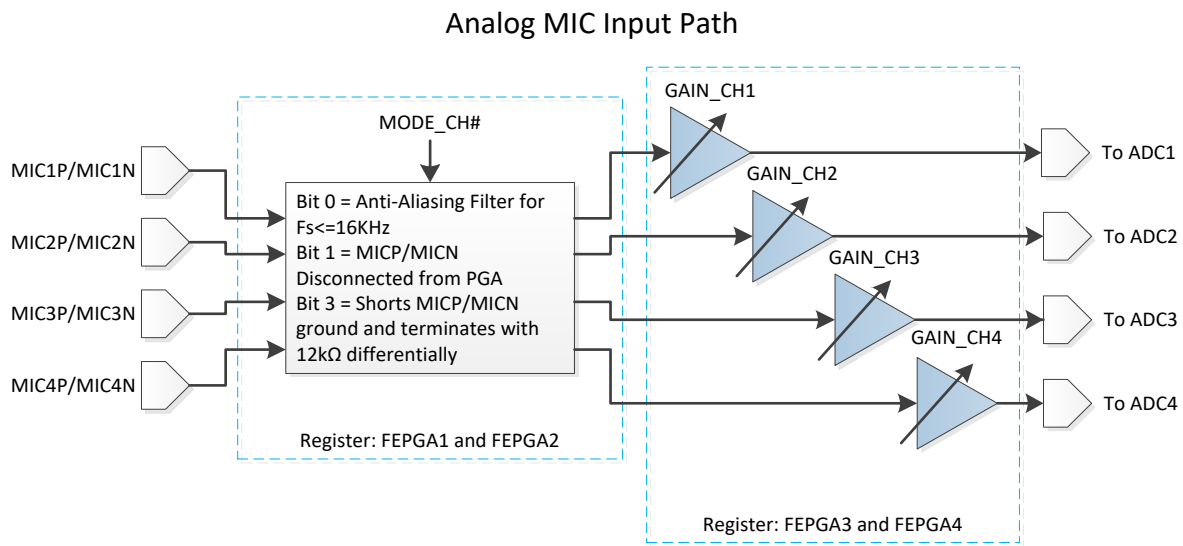 Analog MIC Input Path
MODE_CH#
MIC1P/MIC1N
MIC2P/MIC2N
MIC3P/MIC3N
MIC4P/MIC4N
Bit 0 = Anti-Aliasing Filter for
Fs<=16KHz
Bit 1 = MICP/MICN
Disconnected from PGA
Bit 3 = Shorts MICP/MICN
ground and terminates with
12kΩ differentially
Register: FEPGA1 and FEPGA2
GAIN_CH1
GAIN_CH2
GAIN_CH3
GAIN_CH4
Register: FEPGA3 and FEPGA4
To ADC1
To ADC2
To ADC3
To ADC4